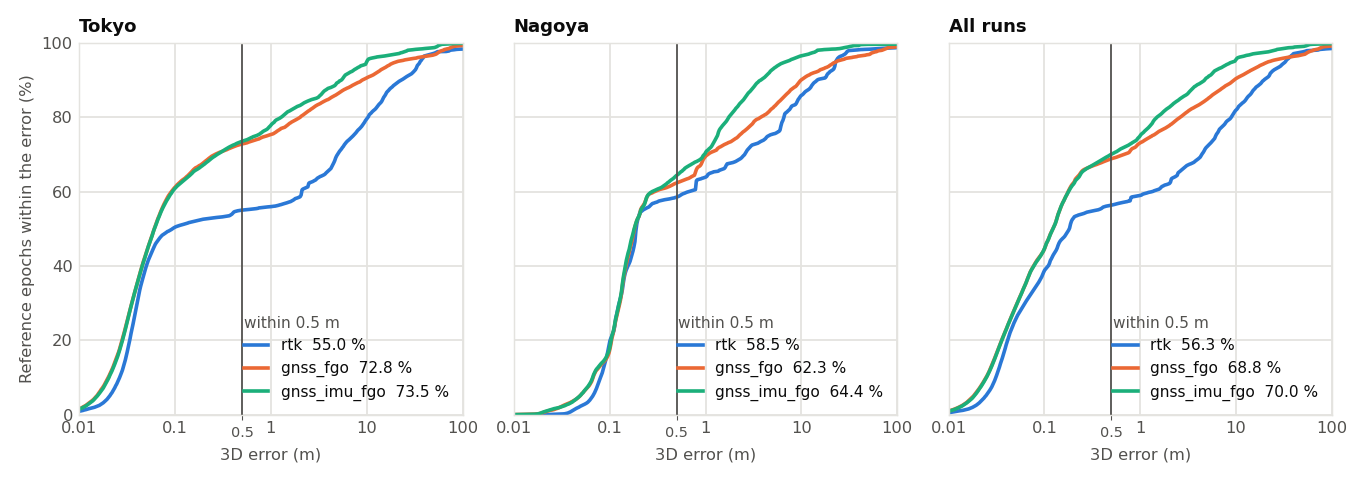 Tokyo
Nagoya
All runs
Reference epochs within the error (%)
100
80
60
40
20
0
within 0.5 m
rtk 55.0 %
gnss_fgo 72.8 %
gnss_imu_fgo 73.5 %
0.01 0.1 0.5 1 10 100
3D error (m)
within 0.5 m
rtk 58.5 %
gnss_fgo 62.3 %
gnss_imu_fgo 64.4 %
0.01 0.1 0.5 1 10 100
3D error (m)
within 0.5 m
rtk 56.3 %
gnss_fgo 68.8 %
gnss_imu_fgo 70.0 %
0.01 0.1 0.5 1 10 100
3D error (m)